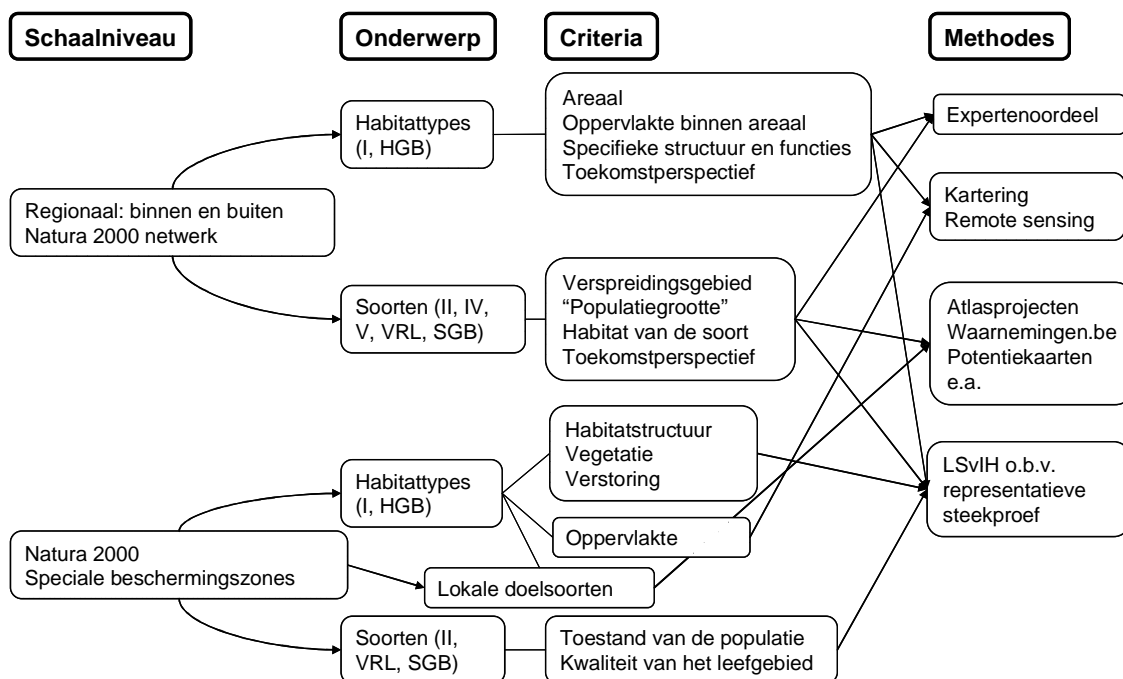 Schaalniveau
Onderwerp
Criteria
Methodes
Regionaal: binnen en buiten
Natura 2000 netwerk
Habitattypes
(I, HGB)
Areaal
Oppervlakte binnen areaal
Specifieke structuur en functies
Toekomstperspectief
Soorten (II, IV,
V, VRL, SGB)
Verspreidingsgebied
“Populatiegrootte”
Habitat van de soort
Toekomstperspectief
Expertenoordeel
Kartering
Remote sensing
Atlasprojecten
Waarnemingen.be
Potentiekaarten
e.a.
LSvIH o.b.v.
representatieve
steekproef
Natura 2000
Speciale beschermingszones
Habitattypes
(I, HGB)
Habitatstructuur
Vegetatie
Verstoring
Oppervlakte
Lokale doelsoorten
Soorten (II,
VRL, SGB)
Toestand van de populatie
Kwaliteit van het leefgebied